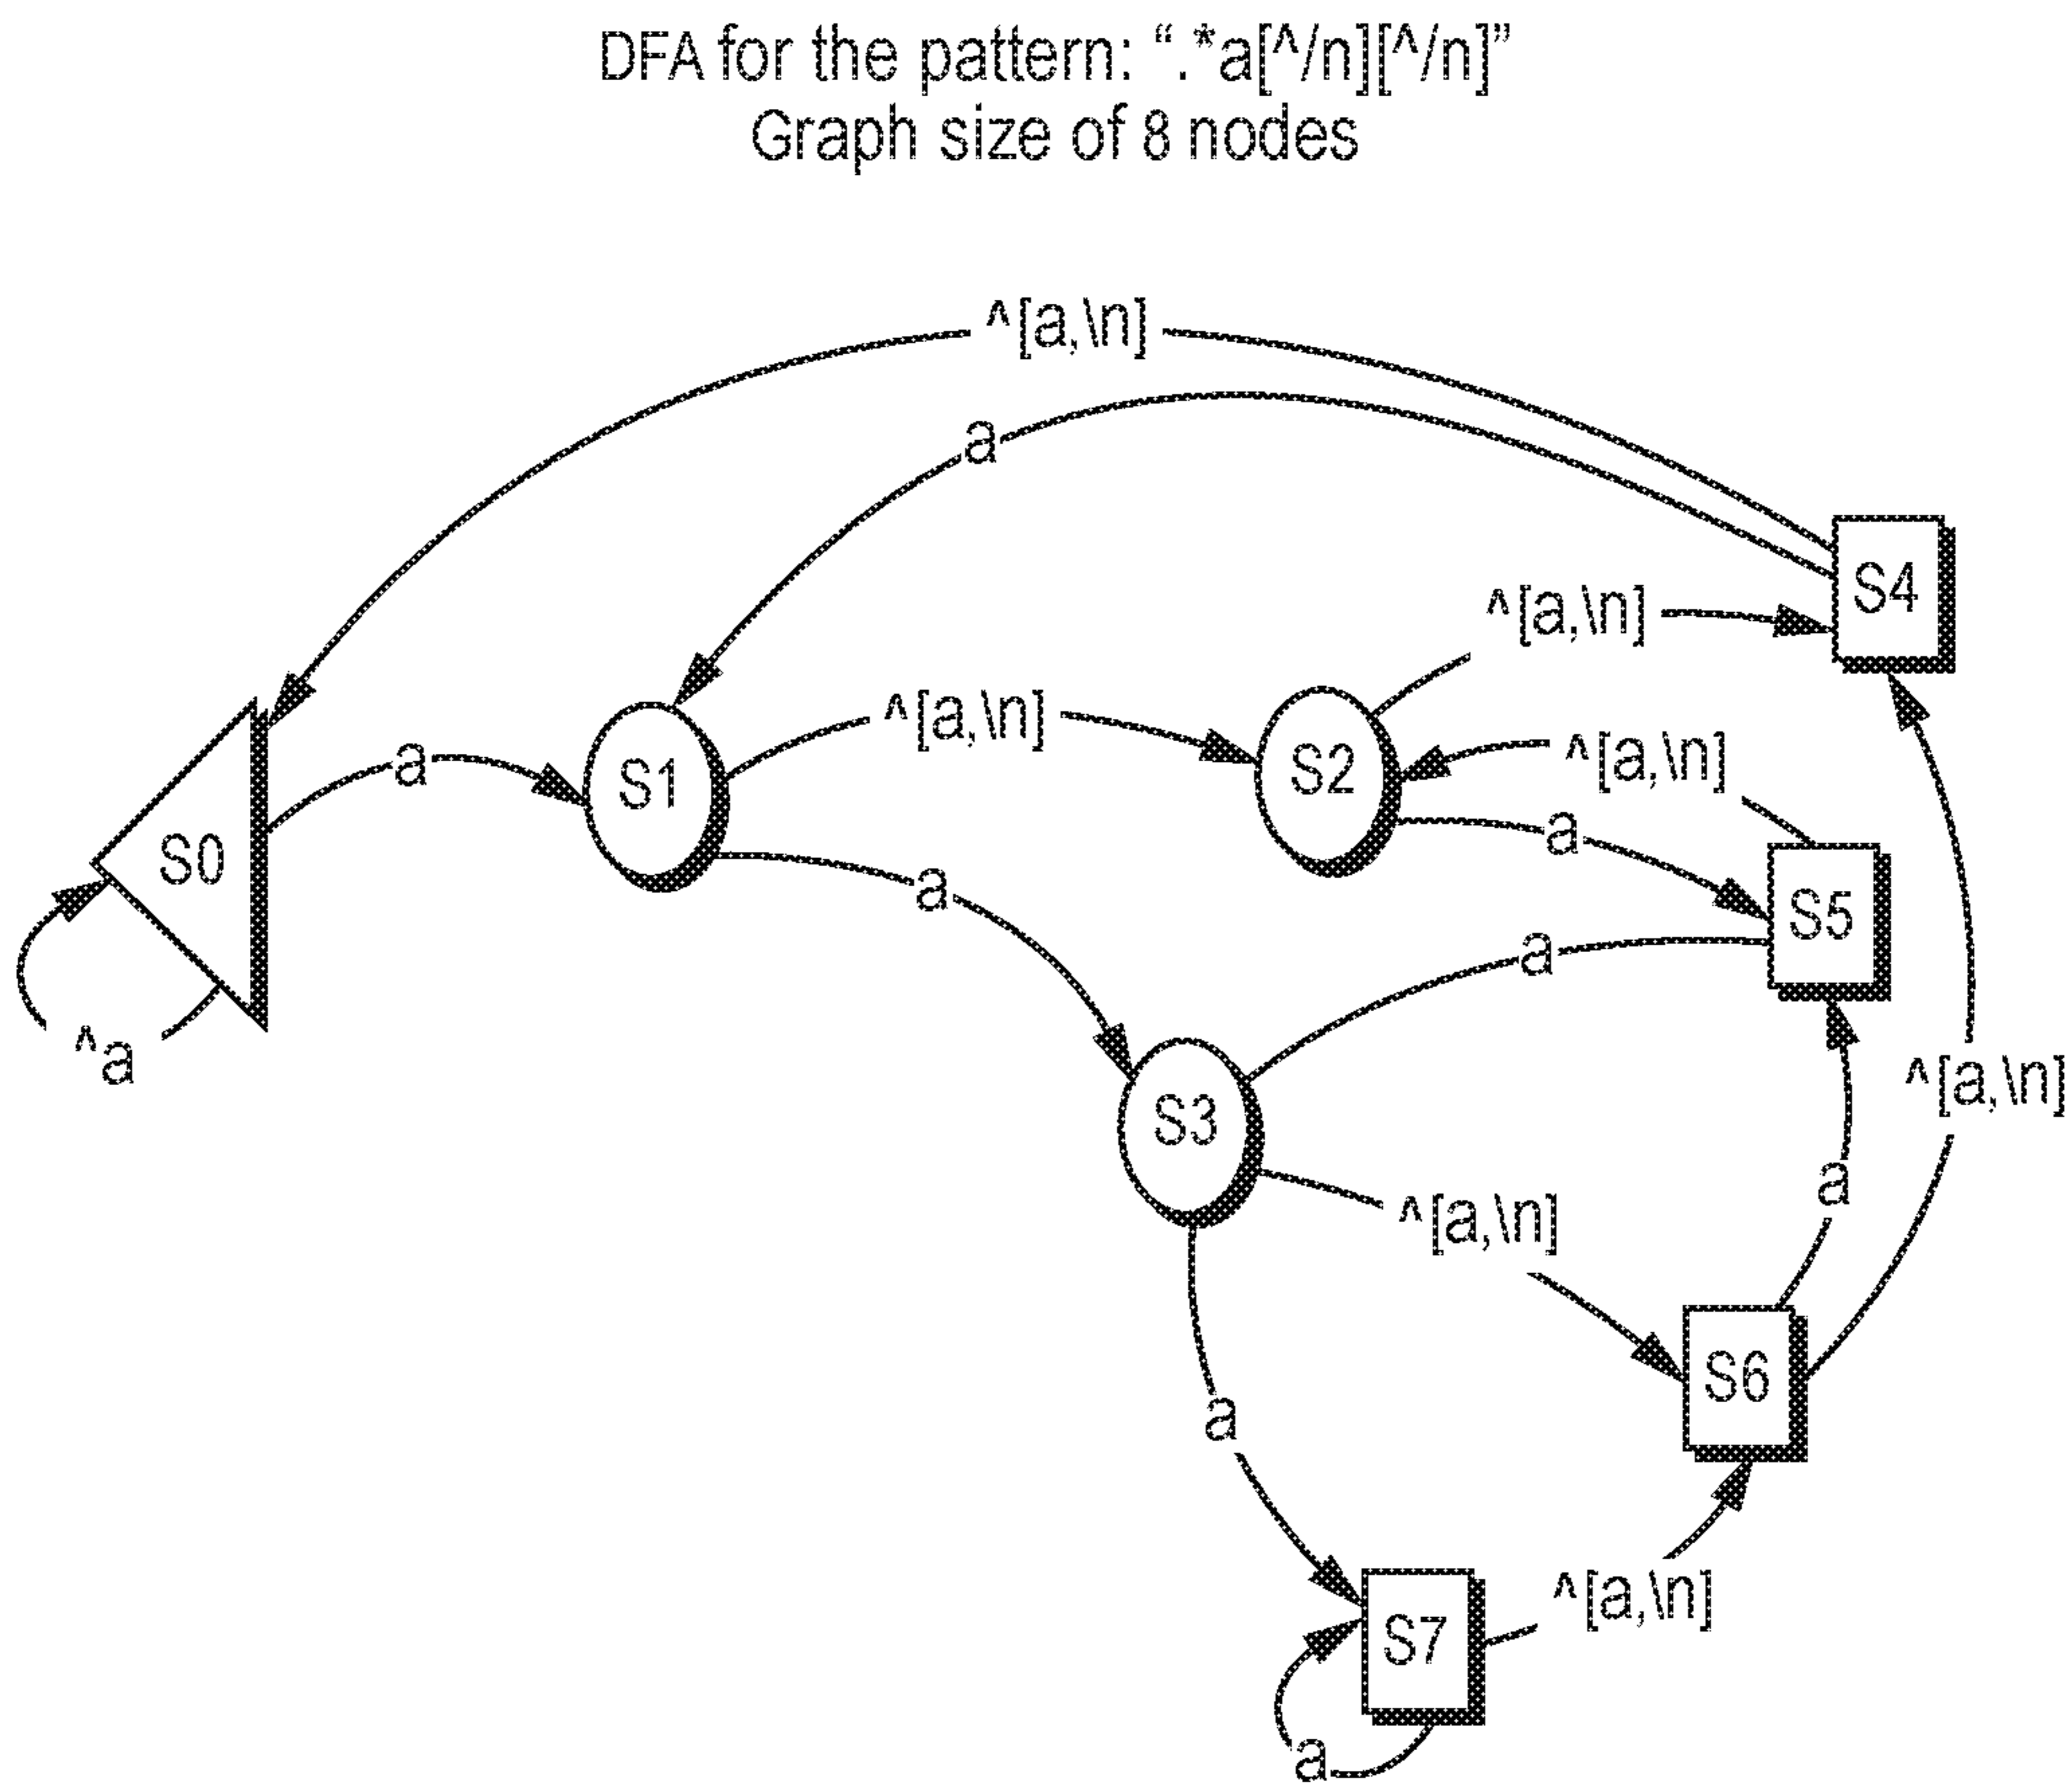 DFA for the pattern: “.*a[^/n][^/n]”
Graph size of 8 nodes
^[a,\n]
a
S4
^[a,\n]
^[a,\n]
S2
^[a,\n]
a
S1
S0
a
a
S5
a
^a
^[a,\n]
S3
a
^[a,\n]
S6
a
^[a,\n]
S7
a